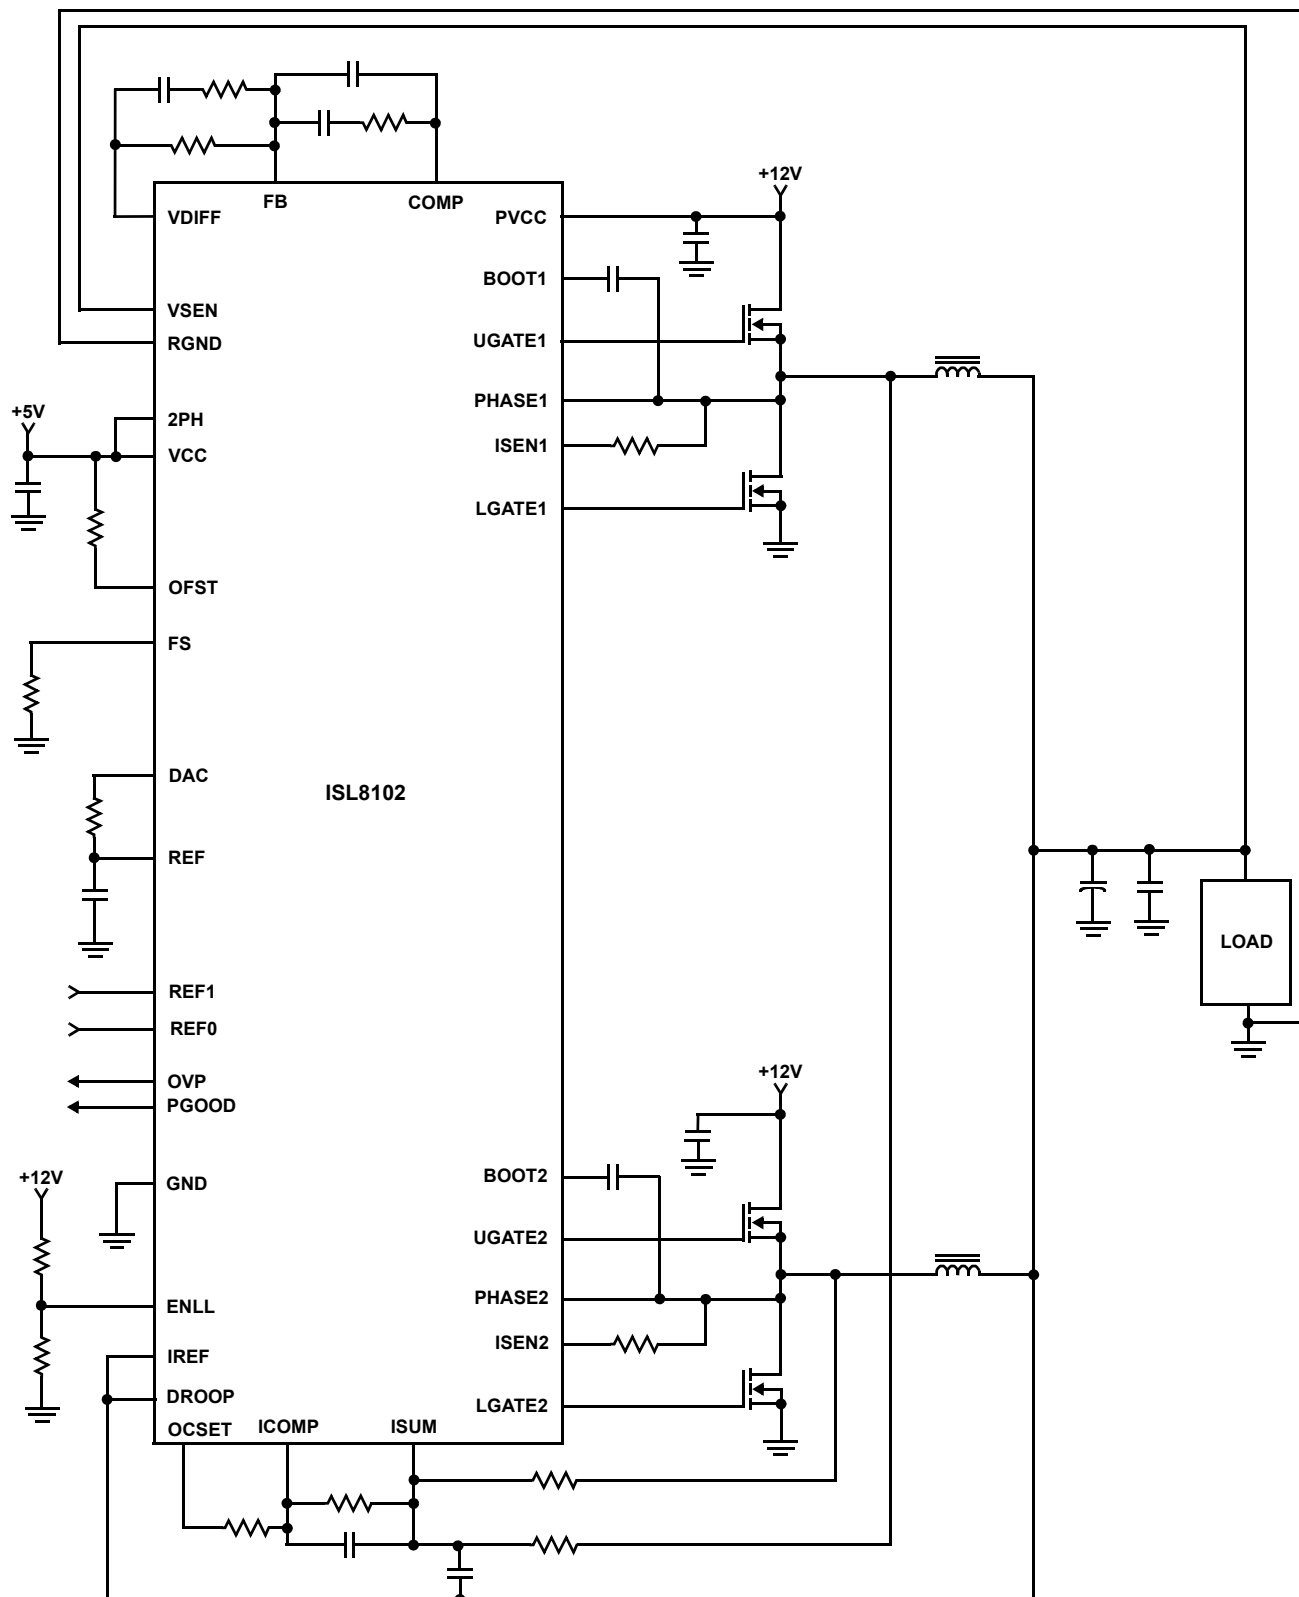 FB
COMP
+12V
VDIFF
PVCC
BOOT1
VSEN
RGND
UGATE1
+5V
2PH
PHASE1
VCC
ISEN1
LGATE1
OFST
FS
DAC
ISL8102
REF
LOAD
REF1
REF0
OVP
+12V
PGOOD
+12V
GND
BOOT2
UGATE2
ENLL
PHASE2
ISEN2
IREF
DROOP
LGATE2
OCSET
ICOMP
ISUM